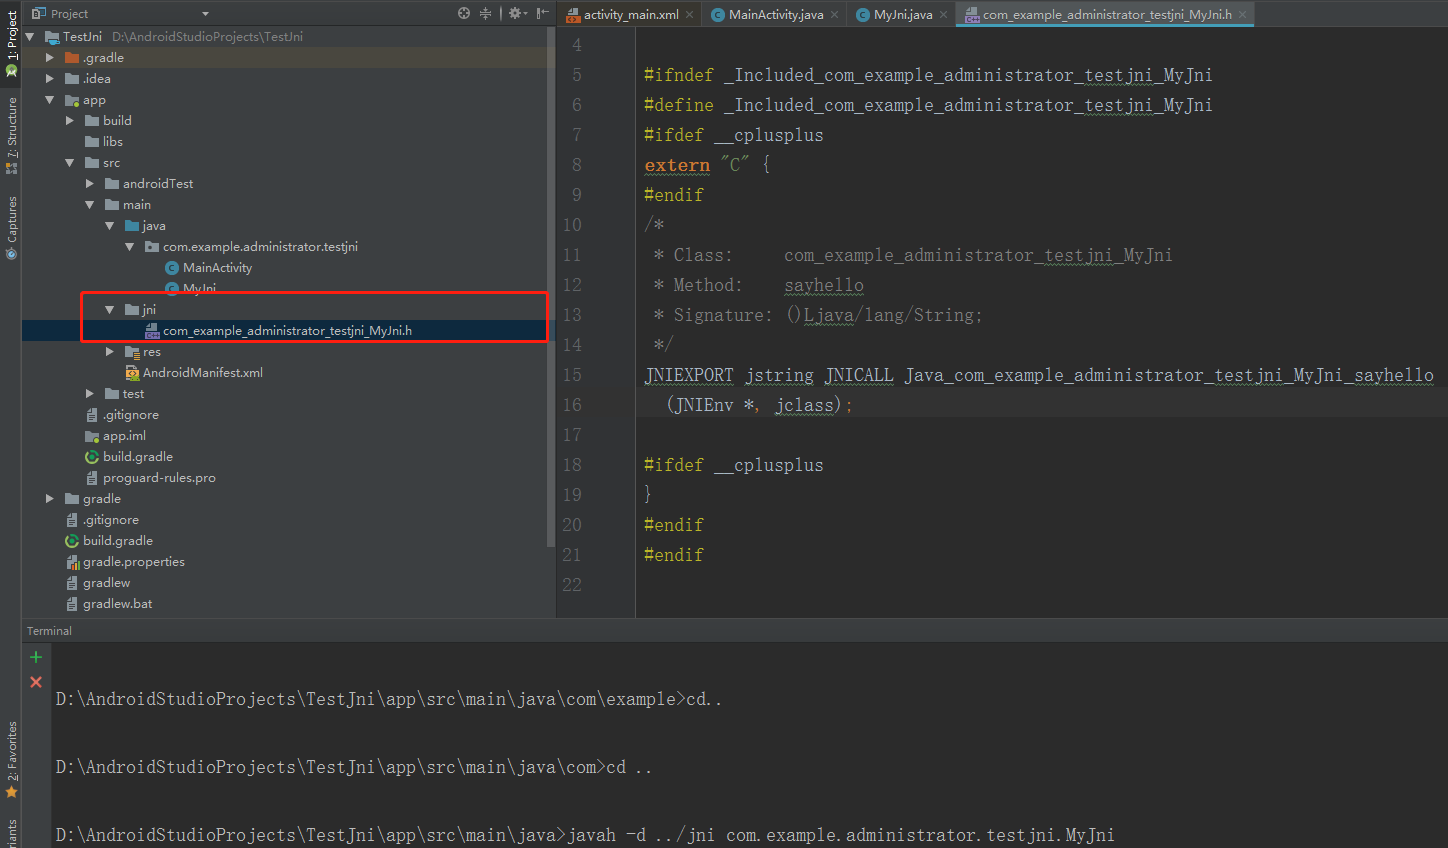 Project
activity_main.xml
MainActivity.java
MyJni.java
com_example_administrator_testjni_MyJni.h
1: Project
7: Structure
Captures
2: Favorites
TestJni D:\AndroidStudioProjects\TestJni
.gradle
.idea
app
build
libs
src
androidTest
main
java
com.example.administrator.testjni
MainActivity
MyJni
jni
com_example_administrator_testjni_MyJni.h
res
AndroidManifest.xml
test
.gitignore
app.iml
build.gradle
proguard-rules.pro
gradle
.gitignore
build.gradle
gradle.properties
gradlew
gradlew.bat
4
5 #ifndef _Included_com_example_administrator_testjni_MyJni
6 #define _Included_com_example_administrator_testjni_MyJni
7 #ifdef __cplusplus
8 extern "C" {
9 #endif
10 /*
11 * Class: com_example_administrator_testjni_MyJni
12 * Method: sayhello
13 * Signature: ()Ljava/lang/String;
14 */
15 JNIEXPORT jstring JNICALL Java_com_example_administrator_testjni_MyJni_sayhello
16 (JNIEnv *, jclass);
17
18 #ifdef __cplusplus
19 }
20 #endif
21 #endif
22
Terminal
D:\AndroidStudioProjects\TestJni\app\src\main\java\com\example>cd..
D:\AndroidStudioProjects\TestJni\app\src\main\java\com>cd ..
D:\AndroidStudioProjects\TestJni\app\src\main\java>javah -d ../jni com.example.administrator.testjni.MyJni